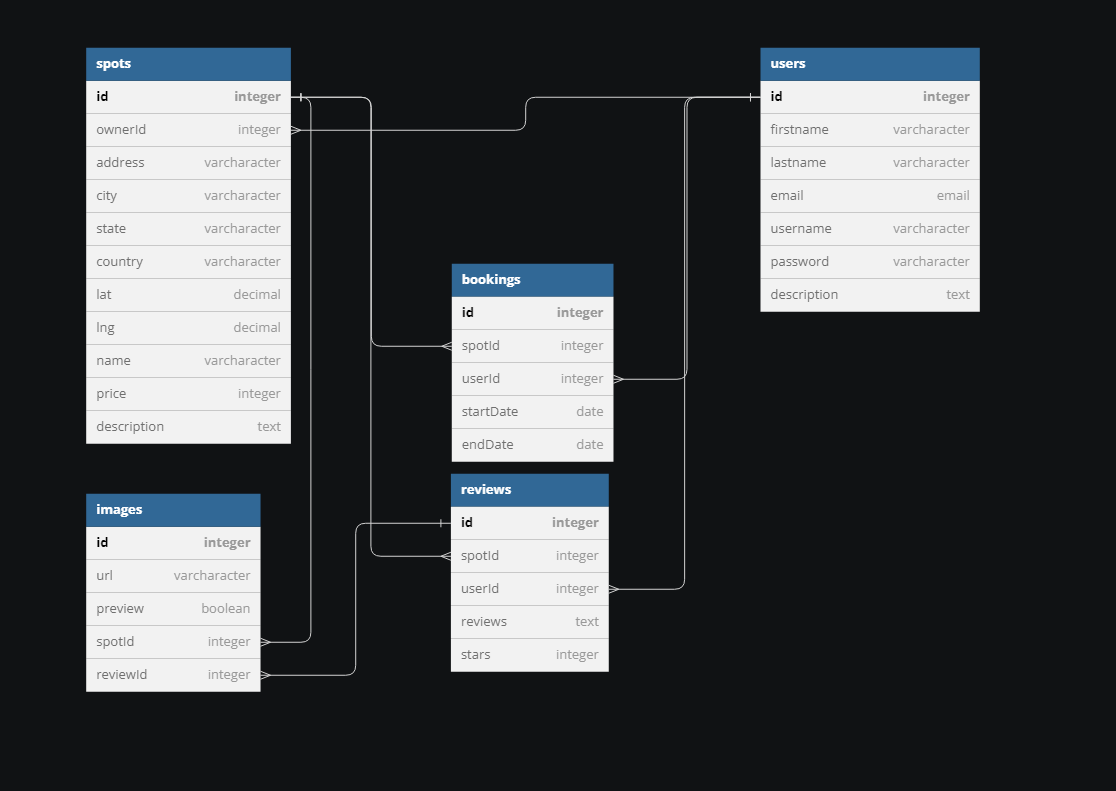 spots
id integer
ownerId integer
address varcharacter
city varcharacter
state varcharacter
country varcharacter
lat decimal
lng decimal
name varcharacter
price integer
description text
users
id integer
firstname varcharacter
lastname varcharacter
email email
username varcharacter
password varcharacter
description text
bookings
id integer
spotId integer
userId integer
startDate date
endDate date
images
id integer
url varcharacter
preview boolean
spotId integer
reviewId integer
reviews
id integer
spotId integer
userId integer
reviews text
stars integer